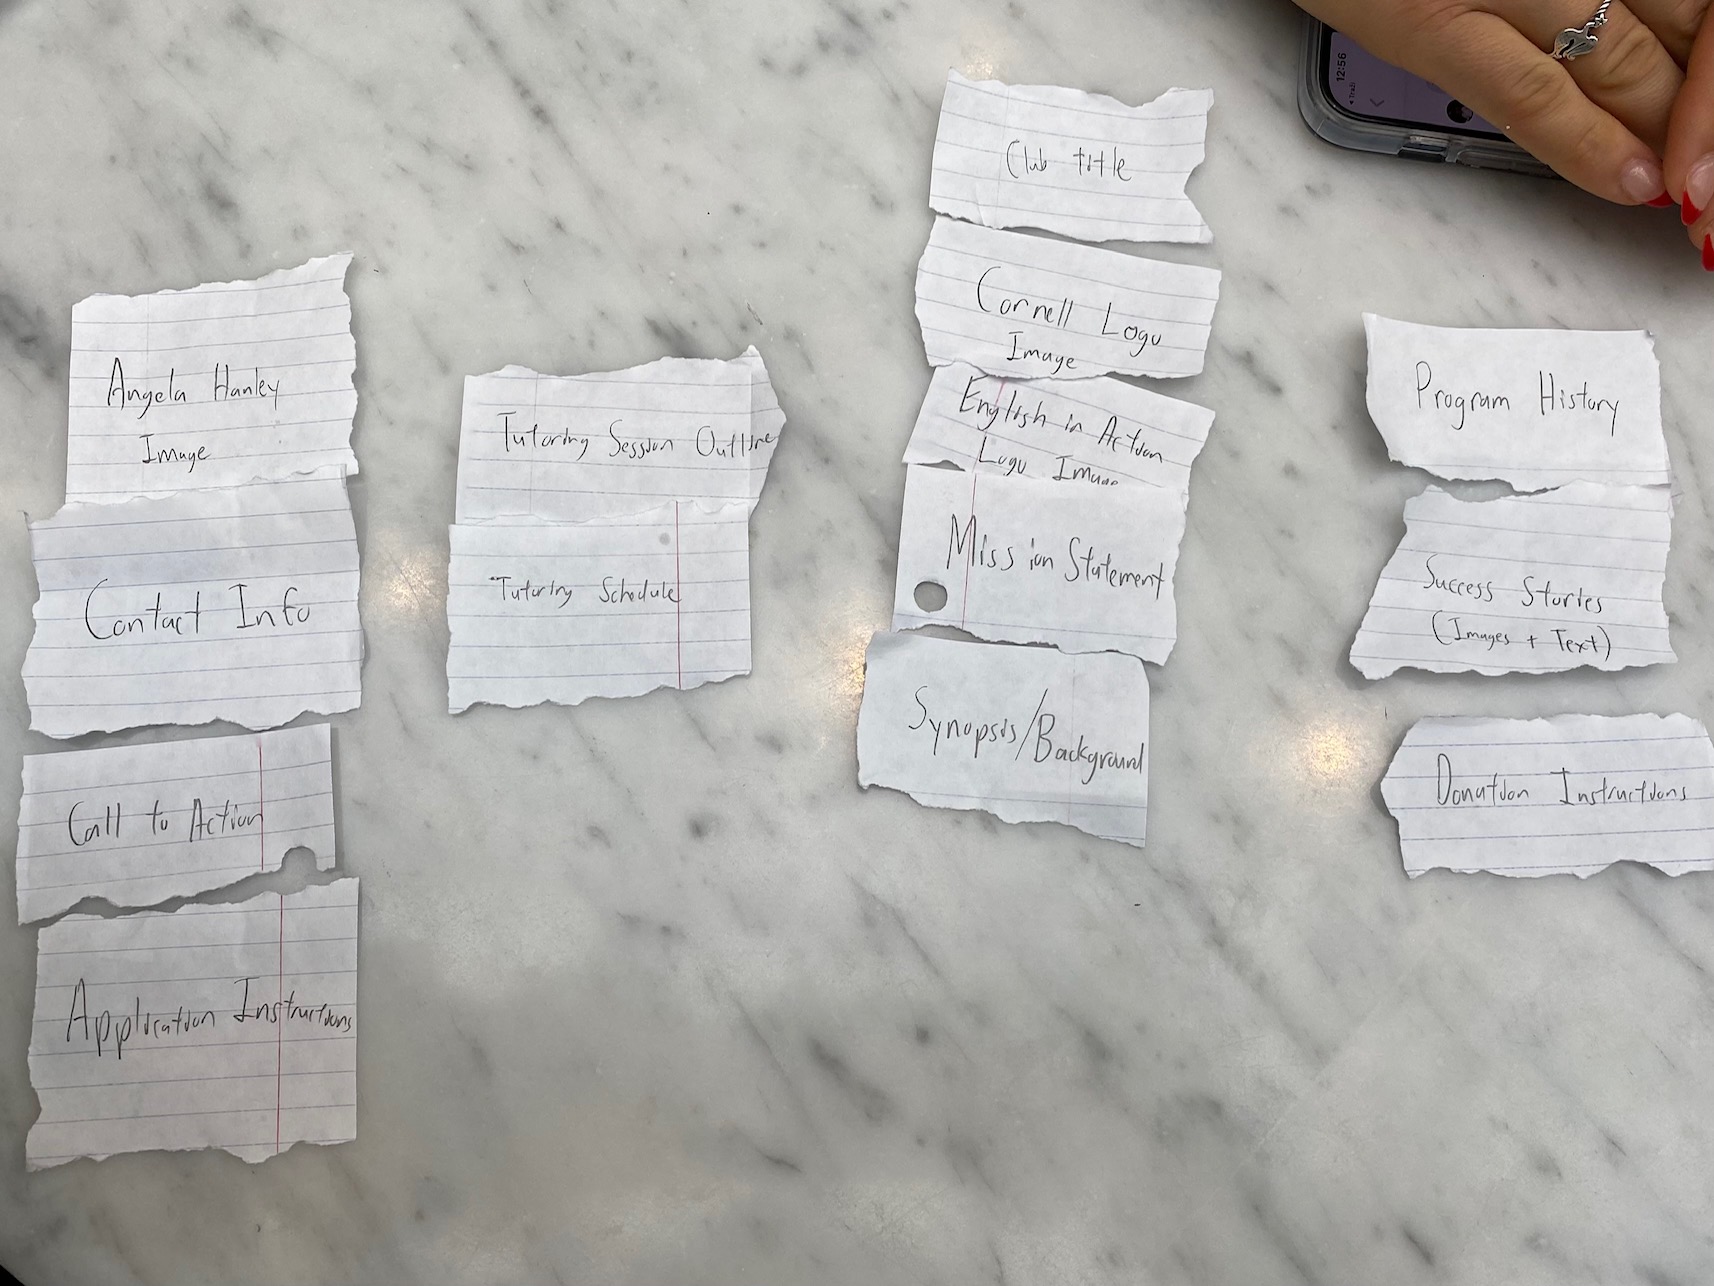 Angela Hanley
Image
Contact Info
Call to Action
Application Instructions
Tutoring Session Outline
Tutoring Schedule
Club title
Cornell Logo
Image
English in Action
Logo Image
Mission Statement
Synopsis/Background
Program History
Success Stories
(Images + Text)
Donation Instructions
12:56